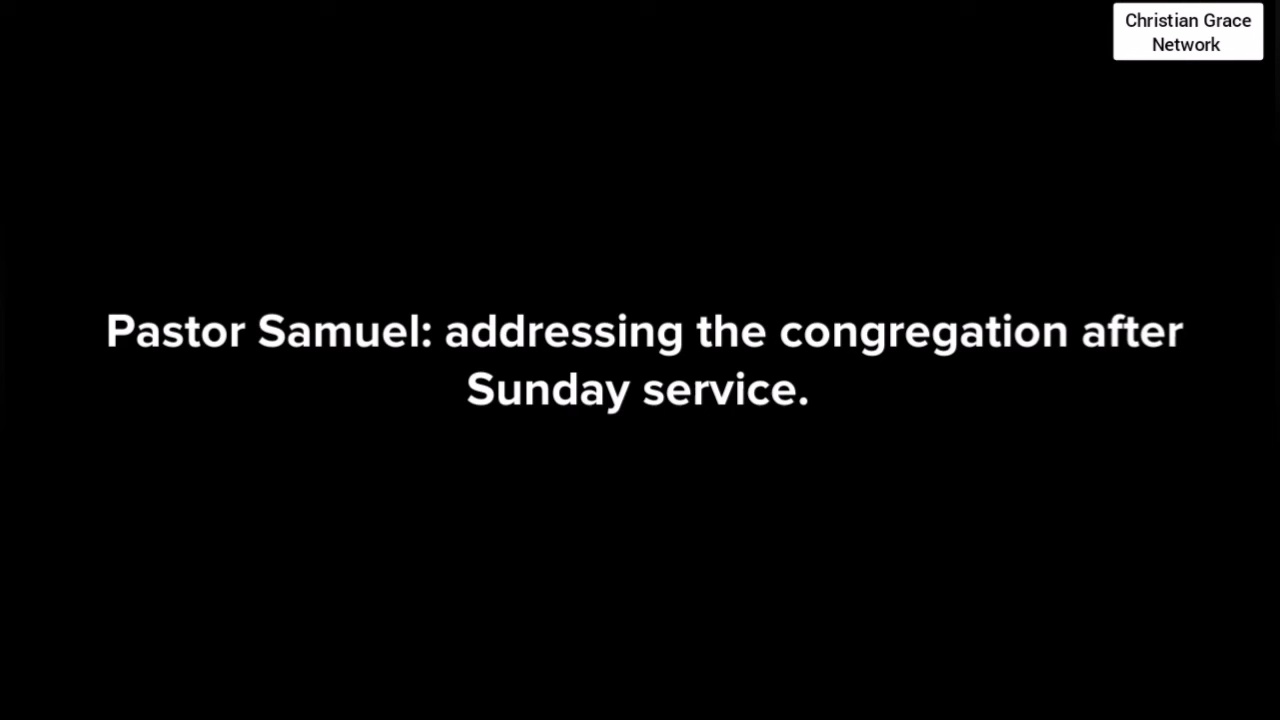 Christian Grace
Network
Pastor Samuel: addressing the congregation after
Sunday service.